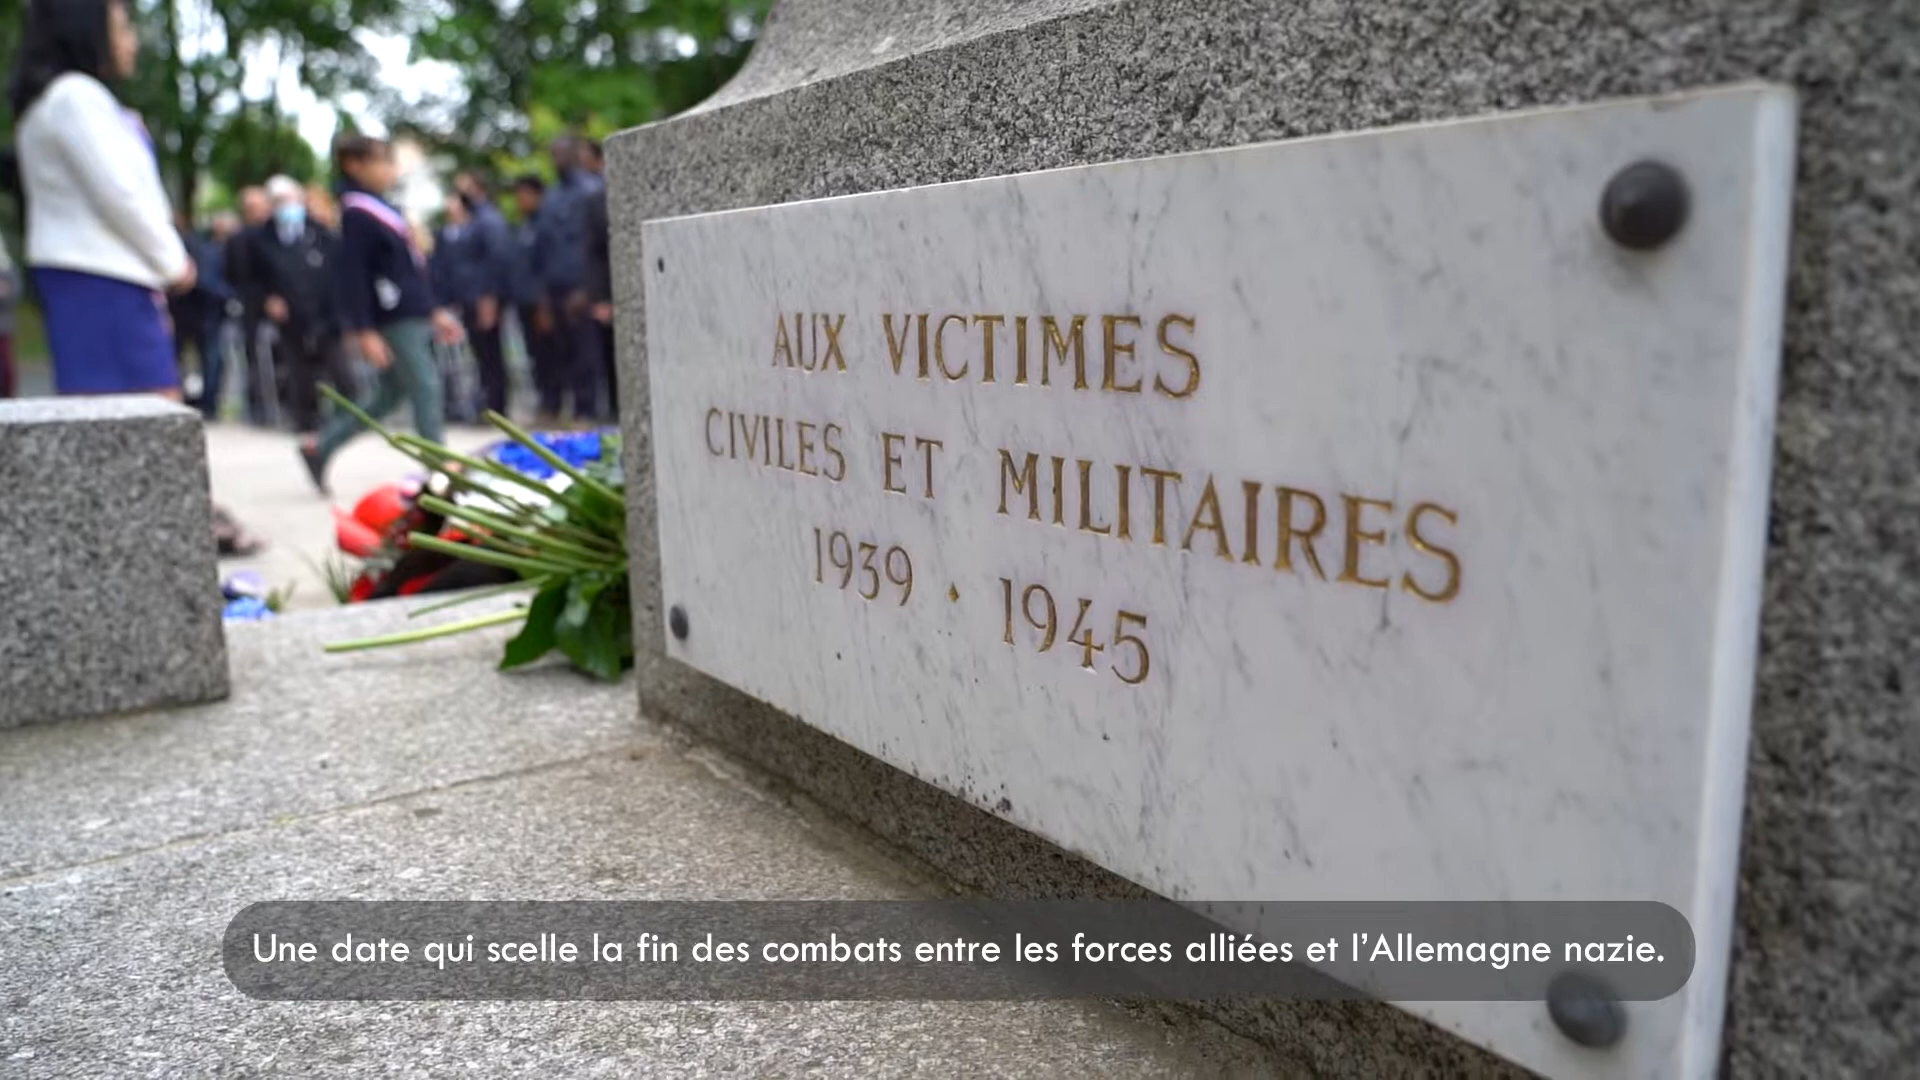 AUX VICTIMES
CIVILES ET MILITAIRES
1939 · 1945
Une date qui scelle la fin des combats entre les forces alliées et l’Allemagne nazie.